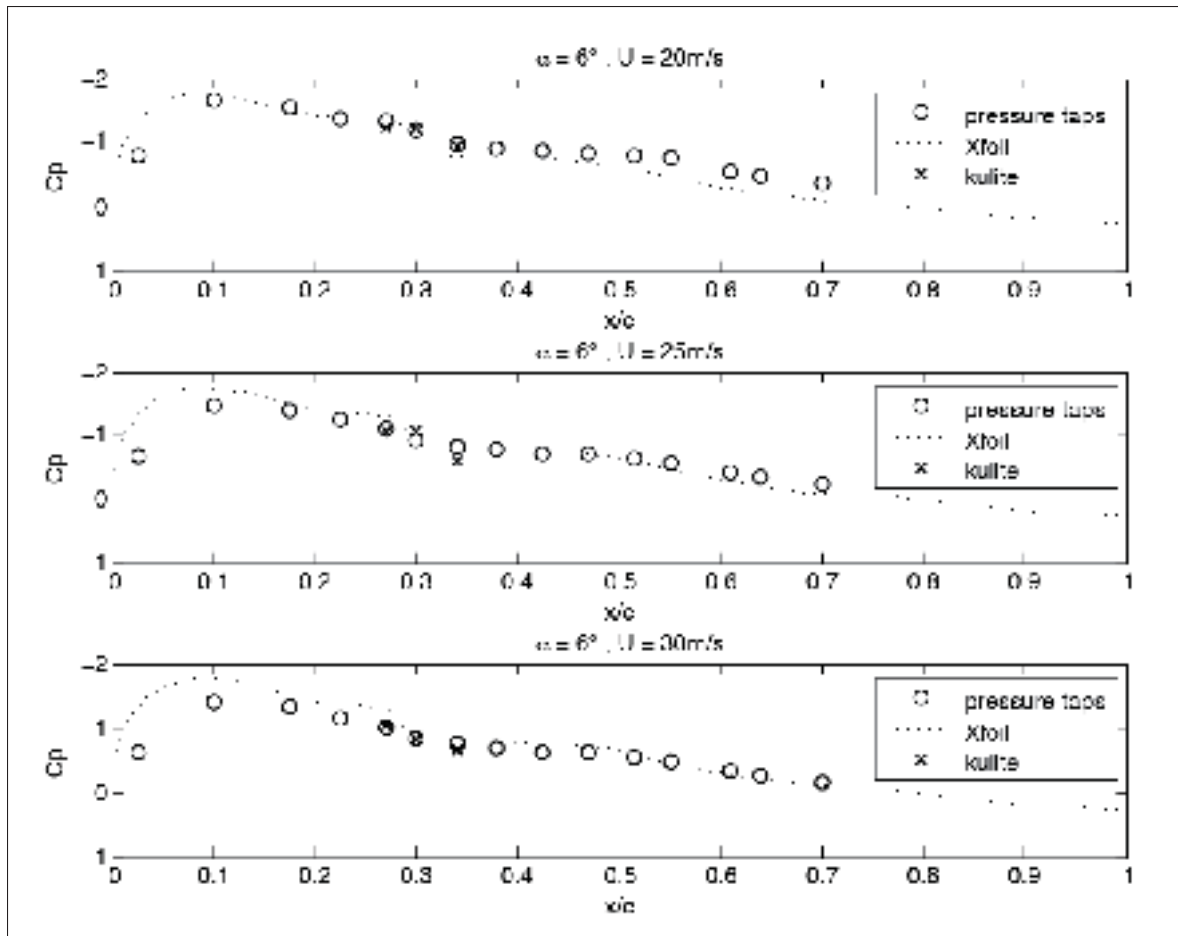 α = 6° , U = 20m/s
−2
−1
0
1
Cp
pressure taps
Xfoil
kulite
0 0.1 0.2 0.3 0.4 0.5 0.6 0.7 0.8 0.9 1
x/c
α = 6° , U = 25m/s
−2
−1
0
1
Cp
pressure taps
Xfoil
kulite
0 0.1 0.2 0.3 0.4 0.5 0.6 0.7 0.8 0.9 1
x/c
α = 6° , U = 30m/s
−2
−1
0
1
Cp
pressure taps
Xfoil
kulite
0 0.1 0.2 0.3 0.4 0.5 0.6 0.7 0.8 0.9 1
x/c